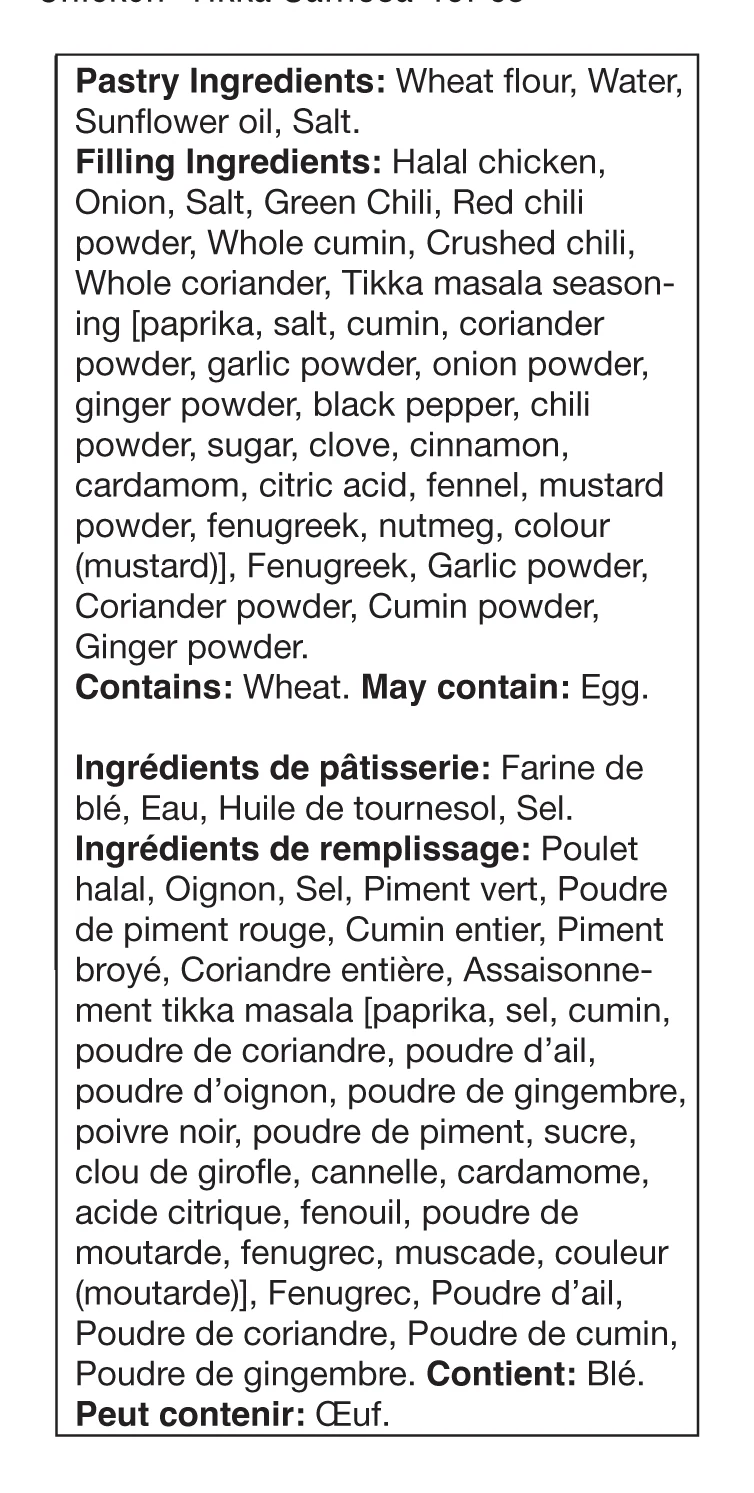 Pastry Ingredients: Wheat flour, Water,
Sunflower oil, Salt.
Filling Ingredients: Halal chicken,
Onion, Salt, Green Chili, Red chili
powder, Whole cumin, Crushed chili,
Whole coriander, Tikka masala season-
ing [paprika, salt, cumin, coriander
powder, garlic powder, onion powder,
ginger powder, black pepper, chili
powder, sugar, clove, cinnamon,
cardamom, citric acid, fennel, mustard
powder, fenugreek, nutmeg, colour
(mustard)], Fenugreek, Garlic powder,
Coriander powder, Cumin powder,
Ginger powder.
Contains: Wheat. May contain: Egg.
Ingrédients de pâtisserie: Farine de
blé, Eau, Huile de tournesol, Sel.
Ingrédients de remplissage: Poulet
halal, Oignon, Sel, Piment vert, Poudre
de piment rouge, Cumin entier, Piment
broyé, Coriandre entière, Assaisonne-
ment tikka masala [paprika, sel, cumin,
poudre de coriandre, poudre d’ail,
poudre d’oignon, poudre de gingembre,
poivre noir, poudre de piment, sucre,
clou de girofle, cannelle, cardamome,
acide citrique, fenouil, poudre de
moutarde, fenugrec, muscade, couleur
(moutarde)], Fenugrec, Poudre d’ail,
Poudre de coriandre, Poudre de cumin,
Poudre de gingembre. Contient: Blé.
Peut contenir: Œuf.